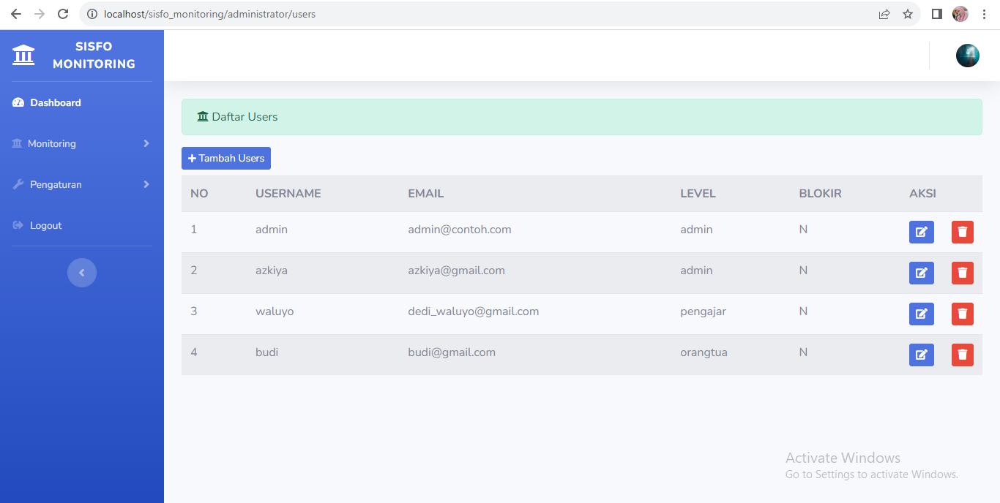 localhost/sisfo_monitoring/administrator/users
SISFO
MONITORING
Dashboard
Monitoring
Pengaturan
Logout
Daftar Users
Tambah Users
NO USERNAME EMAIL LEVEL BLOKIR AKSI
1 admin admin@contoh.com admin N
2 azkiya azkiya@gmail.com admin N
3 waluyo dedi_waluyo@gmail.com pengajar N
4 budi budi@gmail.com orangtua N
Activate Windows
Go to Settings to activate Windows.